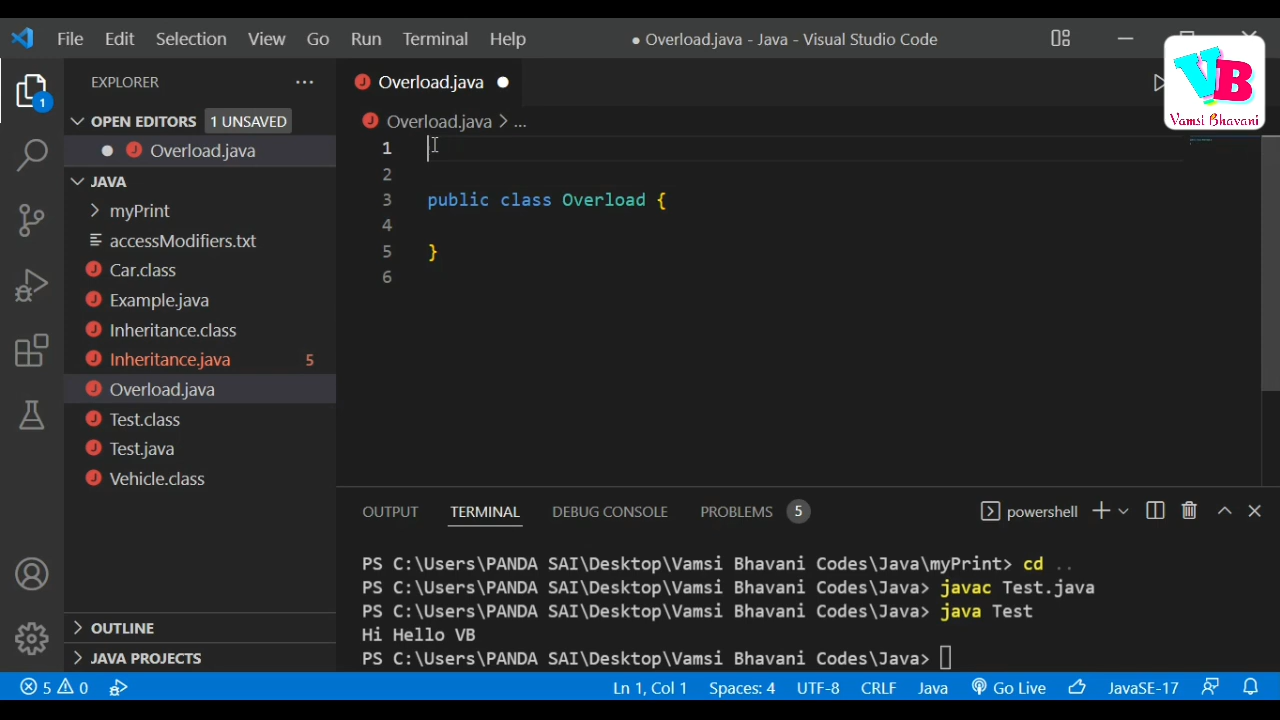 File Edit Selection View Go Run Terminal Help
● Overload.java - Java - Visual Studio Code
VB
Vamsi Bhavani
1
EXPLORER ...
Overload.java ●
OPEN EDITORS 1 UNSAVED
● Overload.java
JAVA
myPrint
accessModifiers.txt
Car.class
Example.java
Inheritance.class
Inheritance.java 5
Overload.java
Test.class
Test.java
Vehicle.class
OUTLINE
JAVA PROJECTS
Overload.java > ...
1
2
3 public class Overload {
4
5 }
6
OUTPUT TERMINAL DEBUG CONSOLE PROBLEMS 5 powershell
PS C:\Users\PANDA SAI\Desktop\Vamsi Bhavani Codes\Java\myPrint> cd ..
PS C:\Users\PANDA SAI\Desktop\Vamsi Bhavani Codes\Java> javac Test.java
PS C:\Users\PANDA SAI\Desktop\Vamsi Bhavani Codes\Java> java Test
Hi Hello VB
PS C:\Users\PANDA SAI\Desktop\Vamsi Bhavani Codes\Java>
5 0 Ln 1, Col 1 Spaces: 4 UTF-8 CRLF Java Go Live JavaSE-17